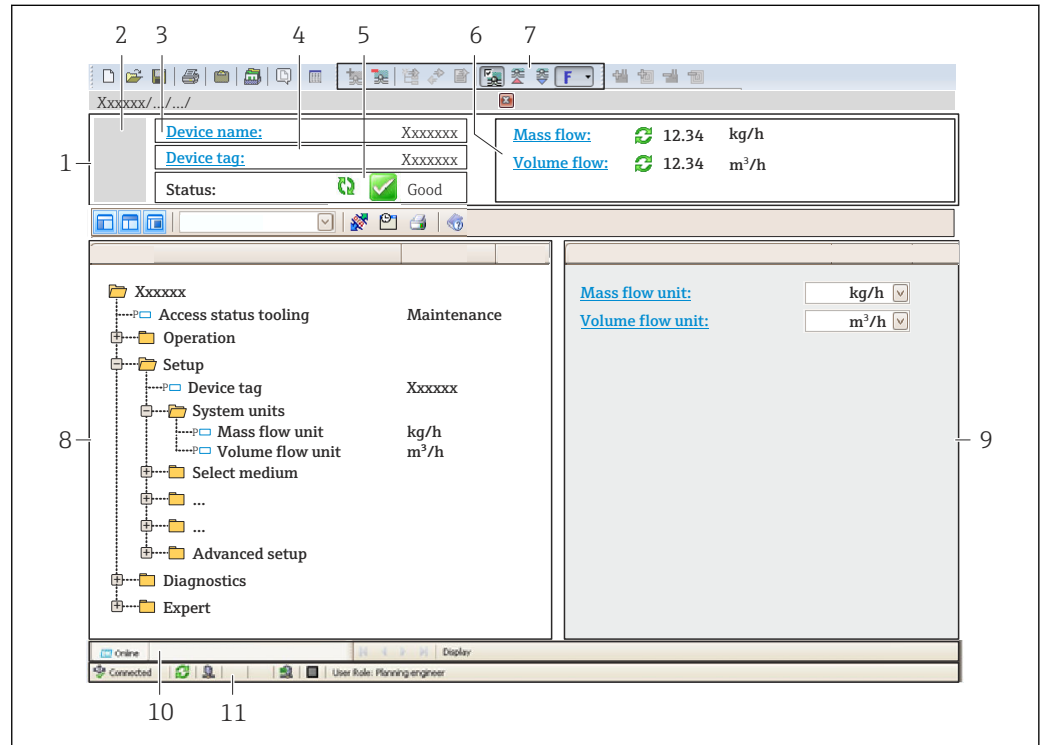 2 3 4 5 6 7
F
Xxxxxx/.../.../
1
Device name: Xxxxxxx
Device tag: Xxxxxxx
Status: Good
Mass flow: 12.34 kg/h
Volume flow: 12.34 m³/h
Xxxxxx
P Access status tooling Maintenance
Operation
Setup
P Device tag Xxxxxx
System units
P Mass flow unit kg/h
P Volume flow unit m³/h
Select medium
...
...
Advanced setup
Diagnostics
Expert
Mass flow unit: kg/h
Volume flow unit: m³/h
8
9
Online Display
Connected User Role: Planning engineer
10 11